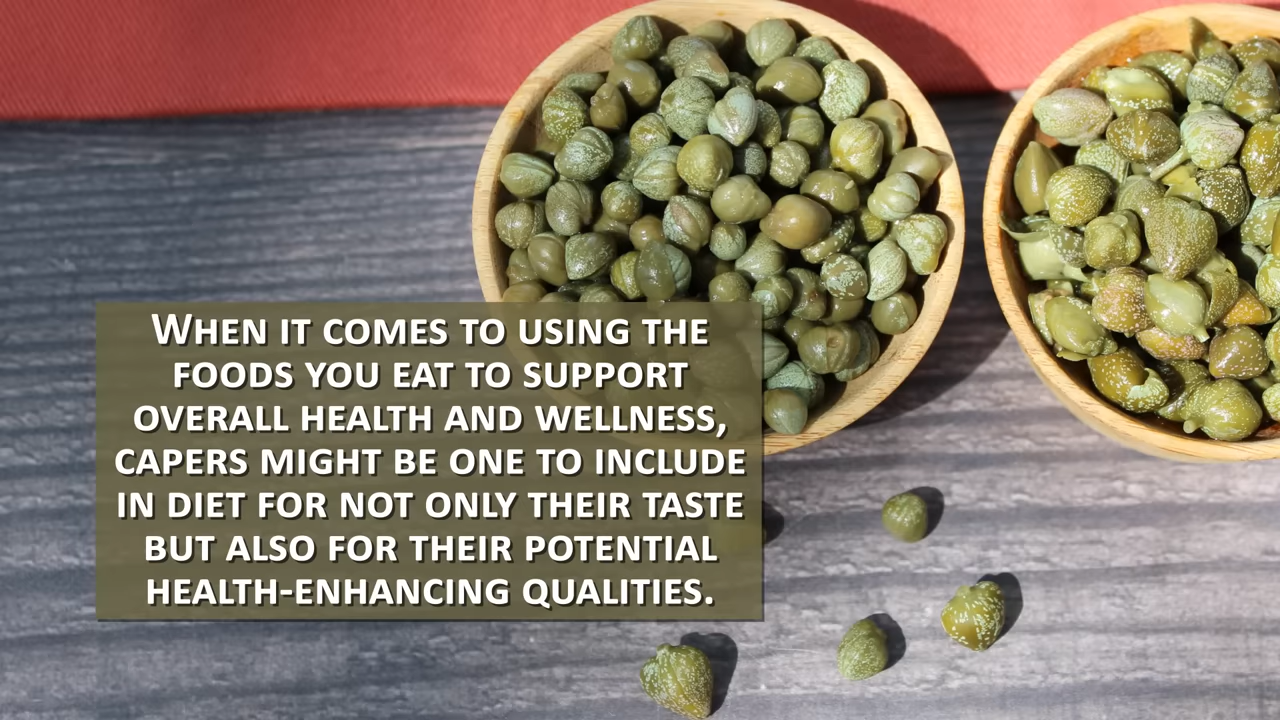 When it comes to using the
foods you eat to support
overall health and wellness,
capers might be one to include
in diet for not only their taste
but also for their potential
health-enhancing qualities.